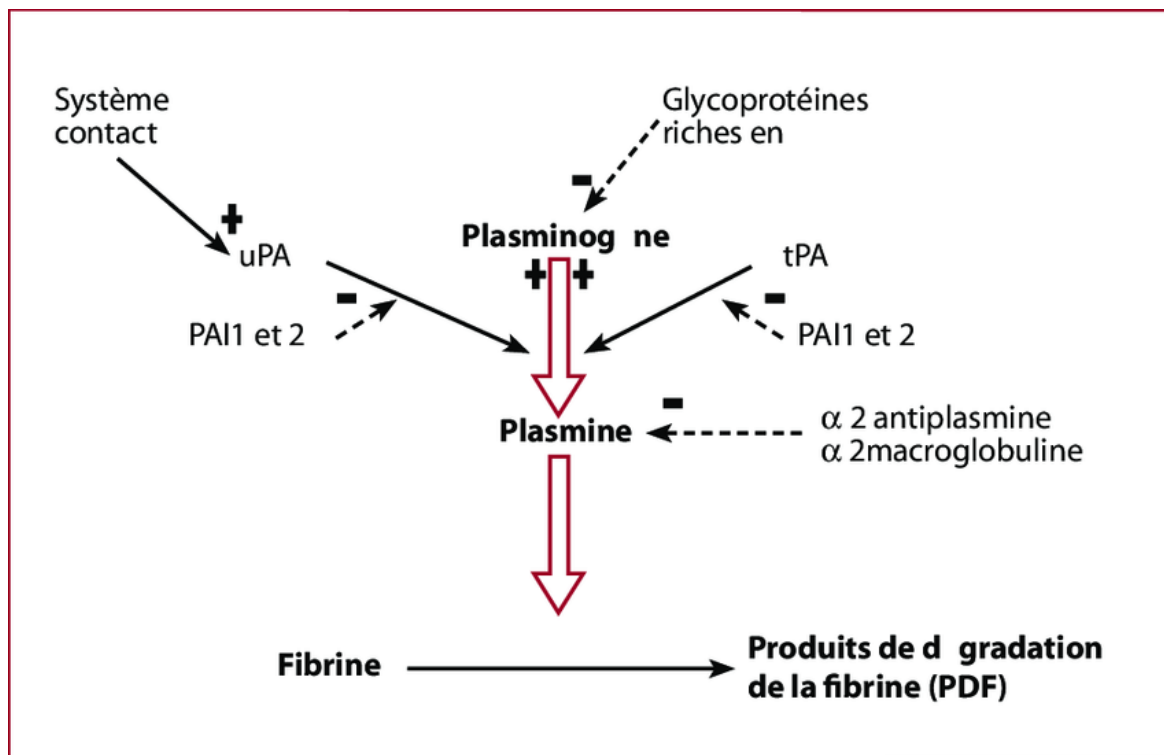 Système
contact
Glycoprotéines
riches en
-
+
Plasminog ne
uPA
+ +
tPA
-
-
PAI1 et 2
PAI1 et 2
-
Plasmine
α 2 antiplasmine
α 2macroglobuline
Fibrine
Produits de d gradation
de la fibrine (PDF)